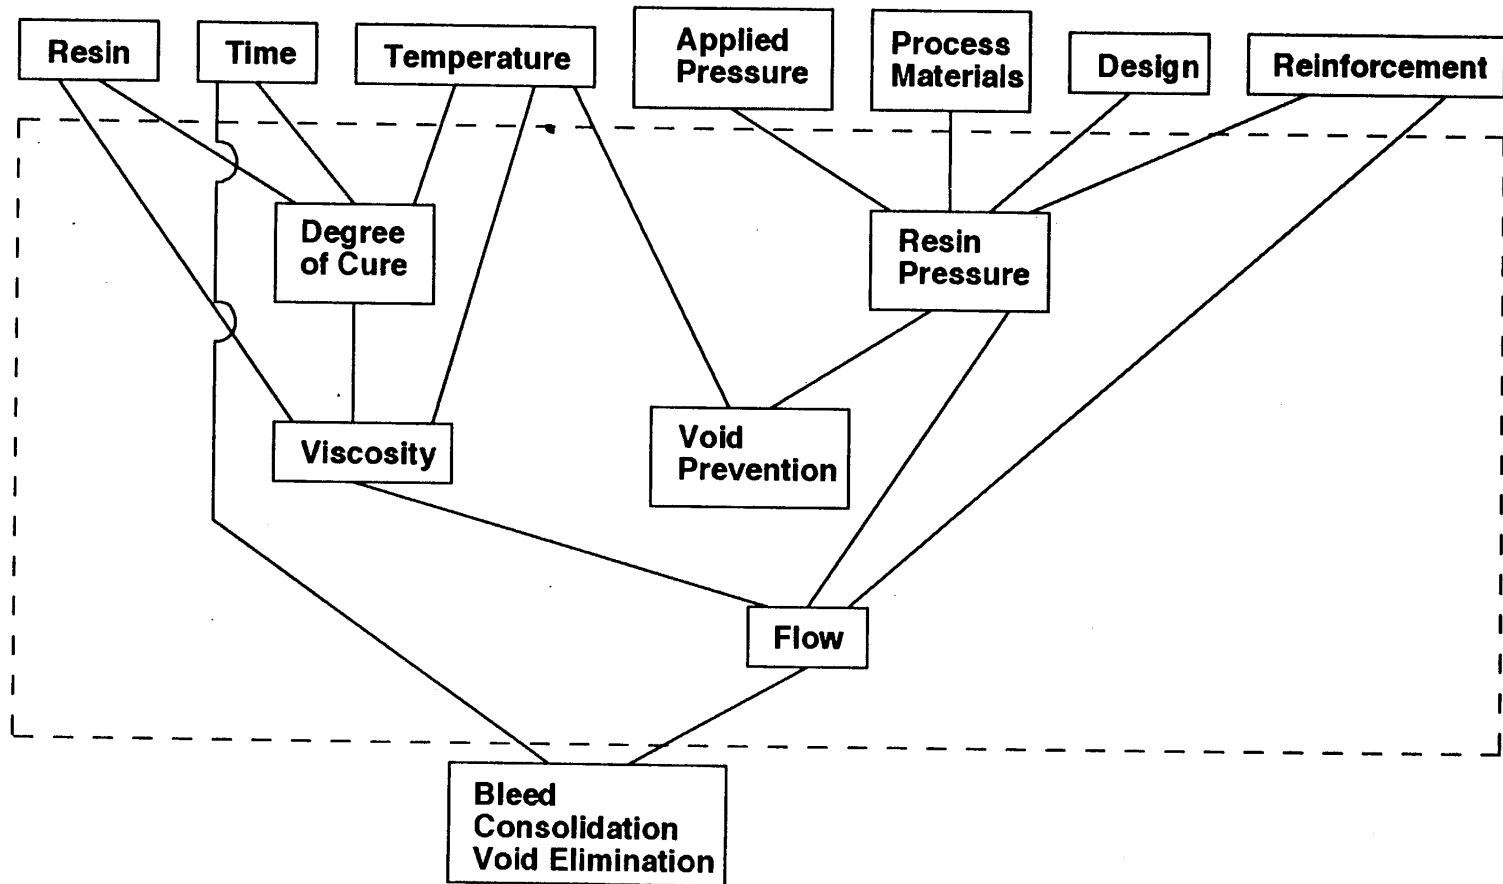 Resin
Time
Temperature
Applied
Pressure
Process
Materials
Design
Reinforcement
Degree
of Cure
Resin
Pressure
Viscosity
Void
Prevention
Flow
Bleed
Consolidation
Void Elimination